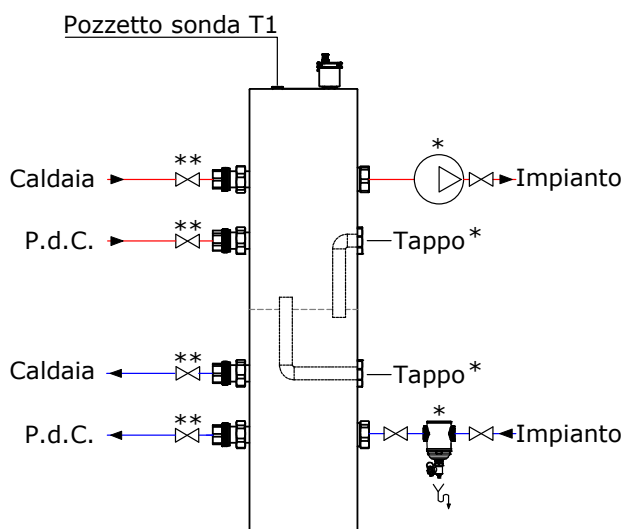 Pozzetto sonda T1
*
**
Caldaia
Impianto
**
P.d.C.
Tappo*
**
Caldaia
Tappo*
*
**
P.d.C.
Impianto